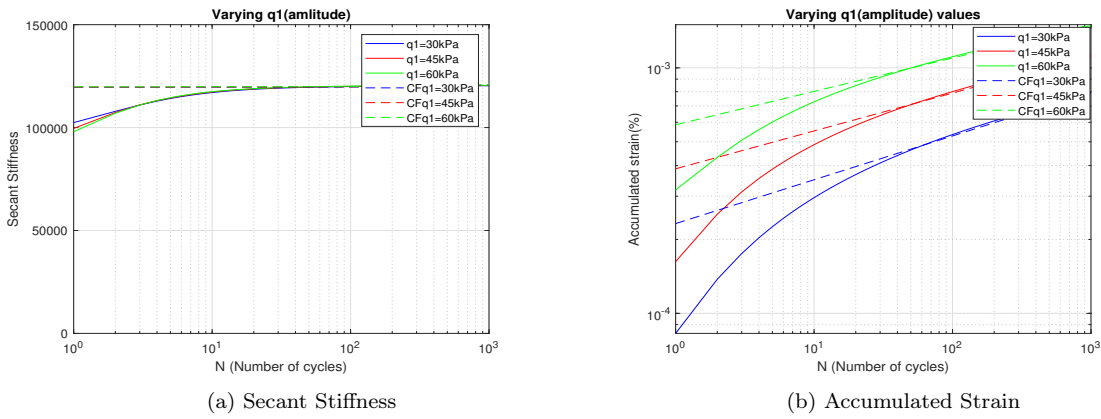 Varying q1(amlitude)
150000
100000
50000
0
Secant Stiffness
q1=30kPa
q1=45kPa
q1=60kPa
CFq1=30kPa
CFq1=45kPa
CFq1=60kPa
10^0
10^1
10^2
10^3
N (Number of cycles)
(a) Secant Stiffness
Varying q1(amplitude) values
10^-3
10^-4
Accumulated strain(%)
q1=30kPa
q1=45kPa
q1=60kPa
CFq1=30kPa
CFq1=45kPa
CFq1=60kPa
10^0
10^1
10^2
10^3
N (Number of cycles)
(b) Accumulated Strain